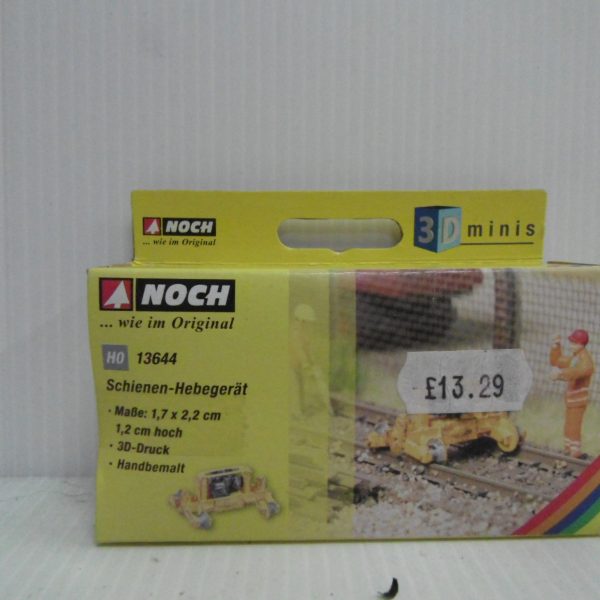 NOCH
... wie im Original
3D minis
NOCH
... wie im Original
H0 13644
Schienen-Hebegerät
· Maße: 1,7 x 2,2 cm
1,2 cm hoch
· 3D-Druck
· Handbemalt
£13.29